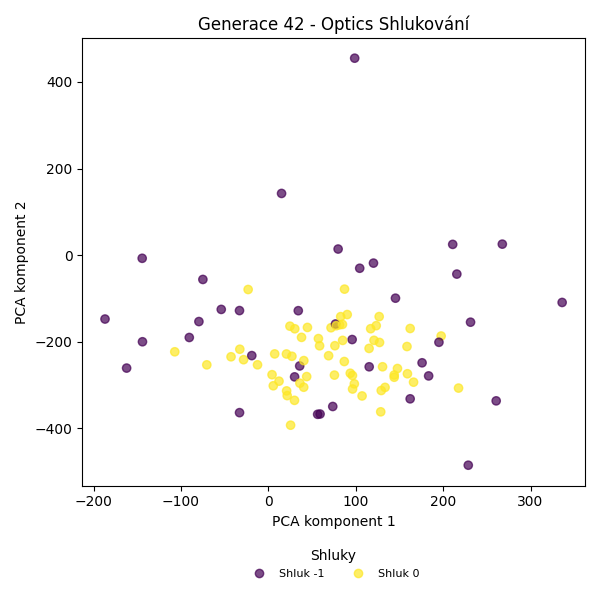 Generace 42 - Optics Shlukování
PCA komponent 2
400
200
0
−200
−400
−200 −100 0 100 200 300
PCA komponent 1
Shluky
Shluk -1 Shluk 0